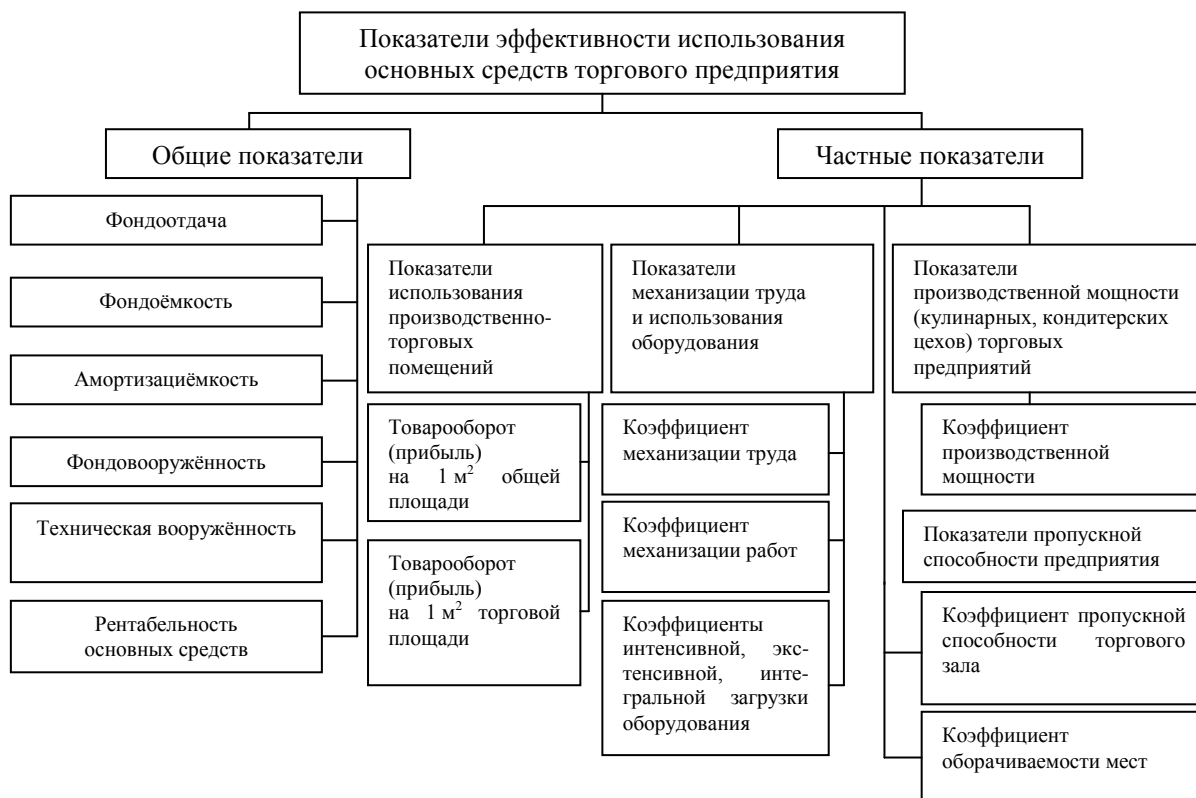 Показатели эффективности использования
основных средств торгового предприятия
Общие показатели
Частные показатели
Фондоотдача
Фондоёмкость
Амортизациёмкость
Фондовооружённость
Техническая вооружённость
Рентабельность
основных средств
Показатели
использования
производственно-
торговых
помещений
Товарооборот
(прибыль)
на 1 м² общей
площади
Товарооборот
(прибыль)
на 1 м² торговой
площади
Показатели
механизации труда
и использования
оборудования
Коэффициент
механизации труда
Коэффициент
механизации работ
Коэффициенты
интенсивной, экс-
тенсивной, инте-
гральной загрузки
оборудования
Показатели
производственной мощности
(кулинарных, кондитерских
цехов) торговых
предприятий
Коэффициент
производственной
мощности
Показатели пропускной
способности предприятия
Коэффициент пропускной
способности торгового
зала
Коэффициент
оборачиваемости мест